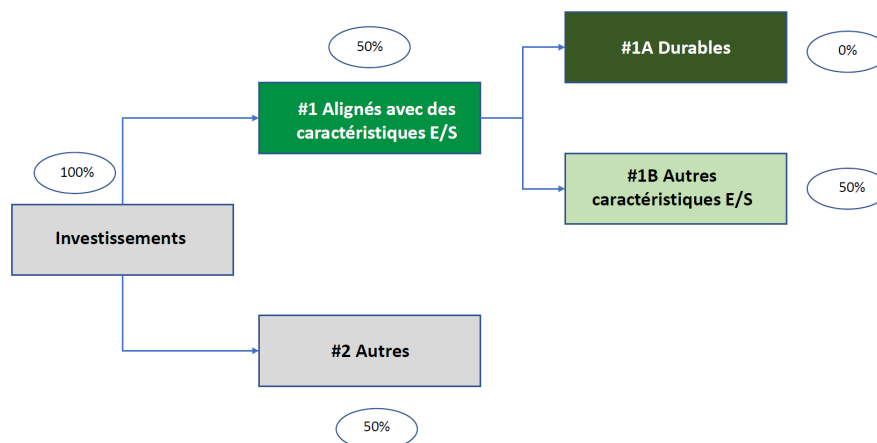 50%
#1A Durables
0%
#1 Alignés avec des
caractéristiques E/S
100%
#1B Autres
caractéristiques E/S
50%
Investissements
#2 Autres
50%